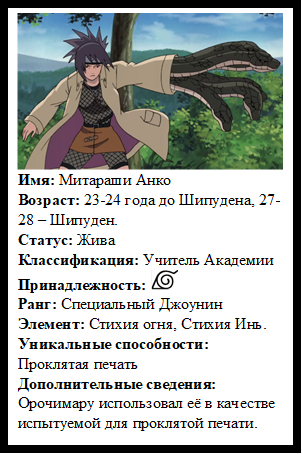 Имя: Митараши Анко
Возраст: 23-24 года до Шипудена, 27-
28 – Шипуден.
Статус: Жива
Классификация: Учитель Академии
Принадлежность:
Ранг: Специальный Джоунин
Элемент: Стихия огня, Стихия Инь.
Уникальные способности:
Проклятая печать
Дополнительные сведения:
Орочимару использовал её в качестве
испытуемой для проклятой печати.